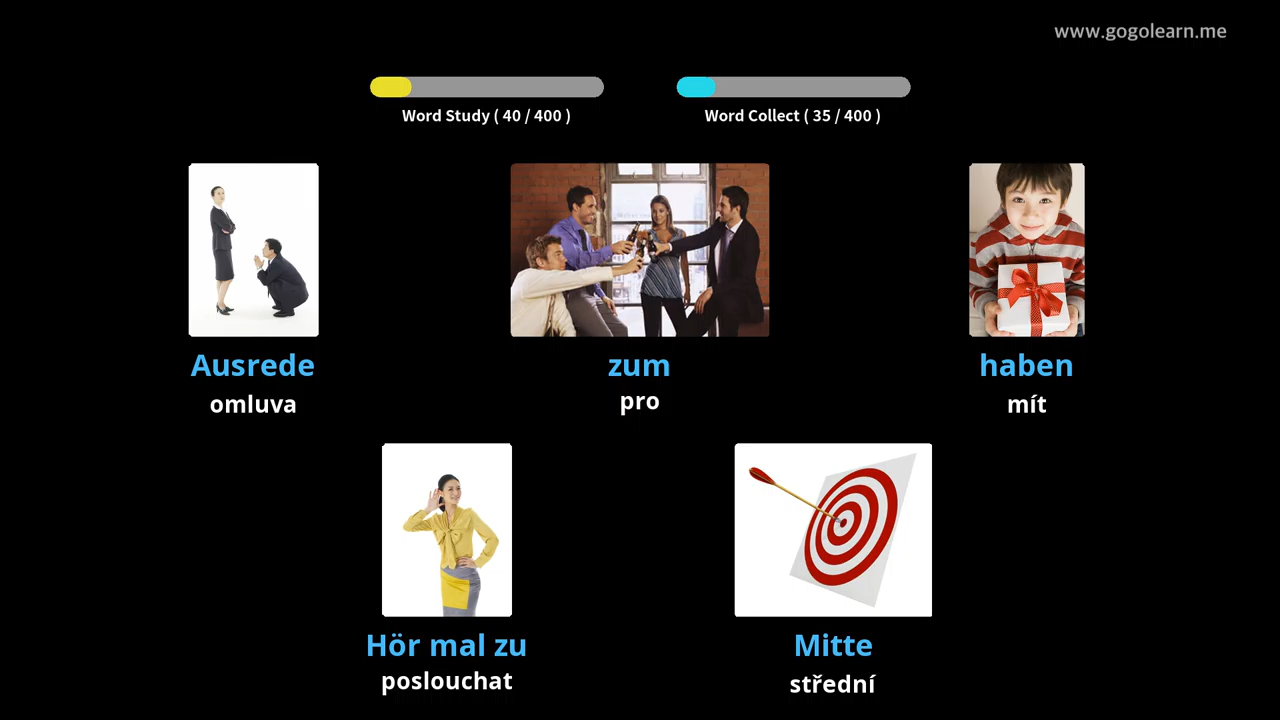 www.gogolearn.me
Word Study ( 40 / 400 )
Word Collect ( 35 / 400 )
Ausrede
omluva
zum
pro
haben
mít
Hör mal zu
poslouchat
Mitte
střední